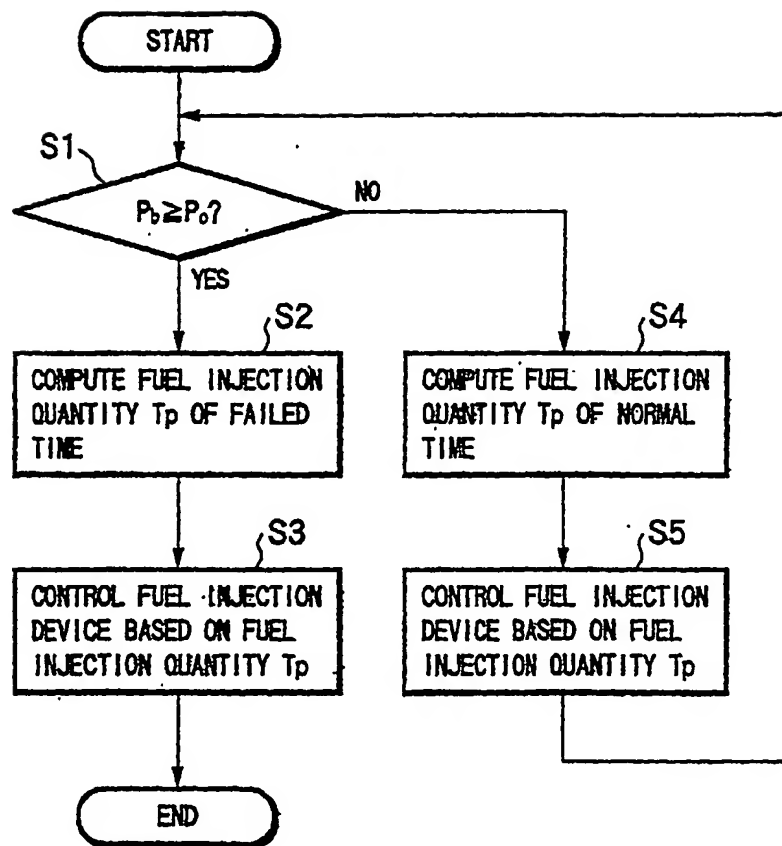 START
S1
P_b≧P_o?
NO
YES
S2
COMPUTE FUEL INJECTION
QUANTITY Tp OF FAILED
TIME
S4
COMPUTE FUEL INJECTION
QUANTITY Tp OF NORMAL
TIME
S3
CONTROL FUEL INJECTION
DEVICE BASED ON FUEL
INJECTION QUANTITY Tp
S5
CONTROL FUEL INJECTION
DEVICE BASED ON FUEL
INJECTION QUANTITY Tp
END